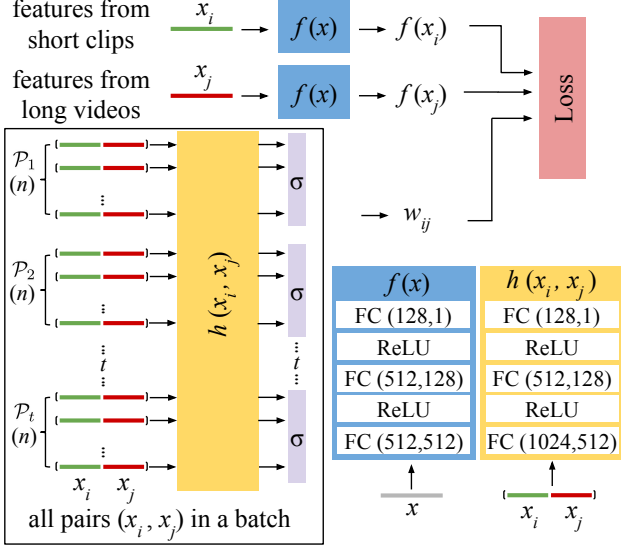 features from
short clips
x_i
f(x)
f(x_i)
features from
long videos
x_j
f(x)
f(x_j)
Loss
P_1
(n)
...
σ
P_2
(n)
...
σ
h(x_i, x_j)
w_ij
... t ...
... t ...
P_t
(n)
...
σ
x_i x_j
all pairs (x_i, x_j) in a batch
f(x)
FC (128,1)
ReLU
FC (512,128)
ReLU
FC (512,512)
x
h(x_i, x_j)
FC (128,1)
ReLU
FC (512,128)
ReLU
FC (1024,512)
x_i x_j